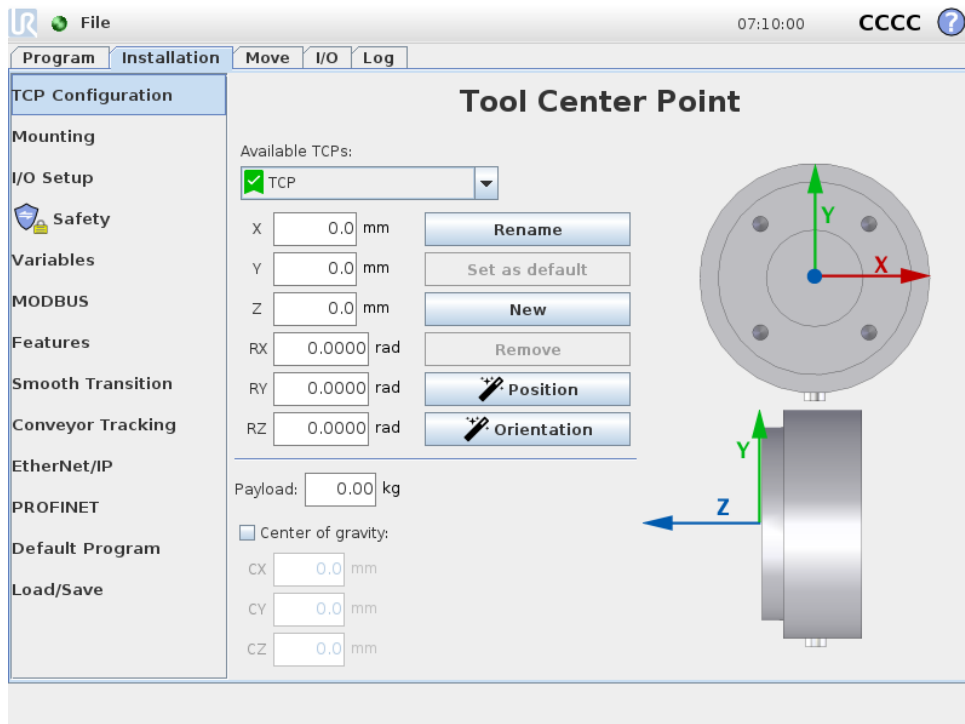 UR File 07:10:00 CCCC ?
Program Installation Move I/O Log
TCP Configuration
Mounting
I/O Setup
Safety
Variables
MODBUS
Features
Smooth Transition
Conveyor Tracking
EtherNet/IP
PROFINET
Default Program
Load/Save
Tool Center Point
Available TCPs:
TCP
X 0.0 mm Rename
Y 0.0 mm Set as default
Z 0.0 mm New
RX 0.0000 rad Remove
RY 0.0000 rad Position
RZ 0.0000 rad Orientation
Payload: 0.00 kg
Center of gravity:
CX 0.0 mm
CY 0.0 mm
CZ 0.0 mm
Y
X
Y
Z